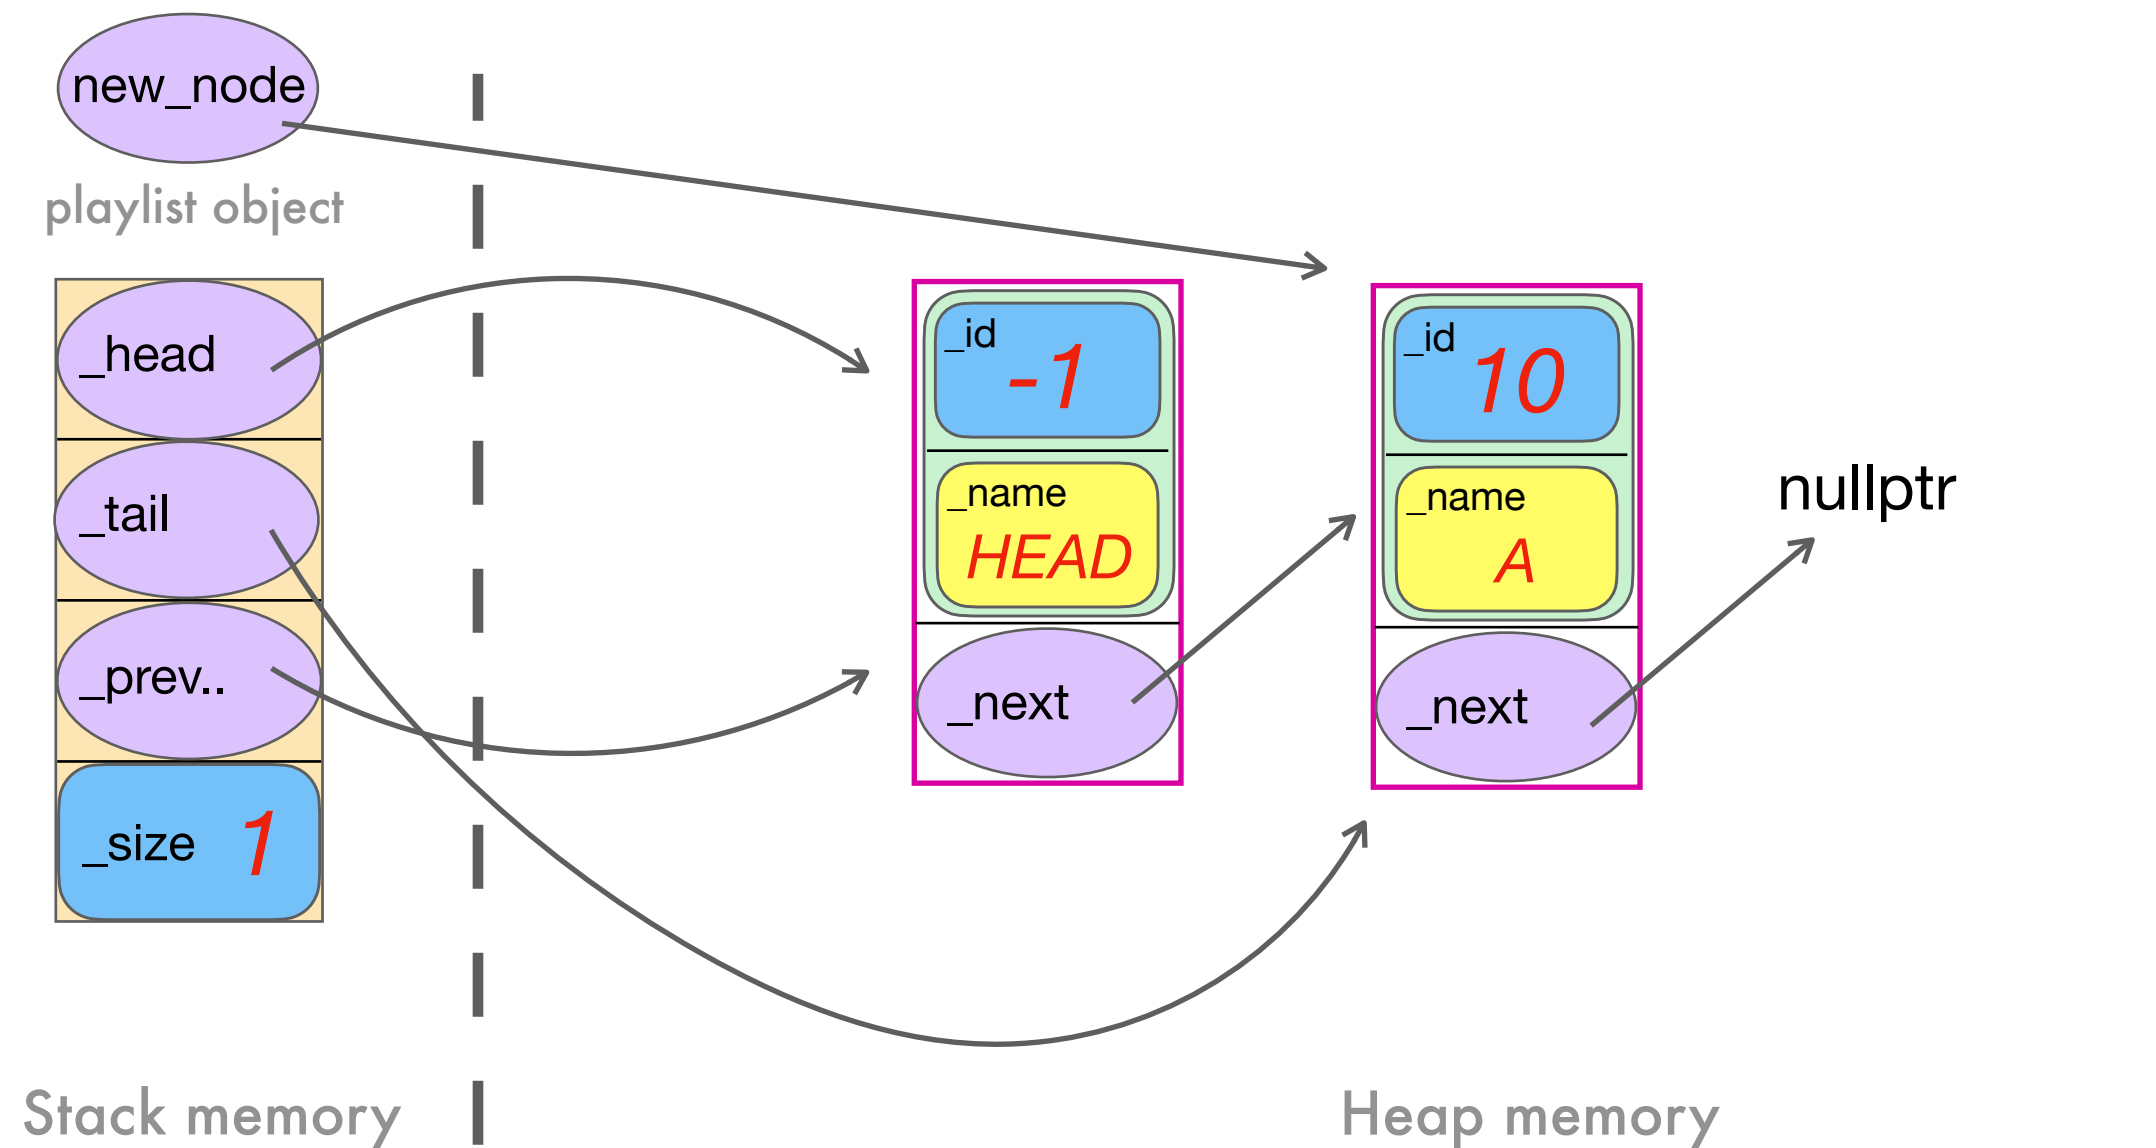 new_node
playlist object
_head
_tail
_prev..
_size 1
_id -1
_name
HEAD
_next
_id 10
_name
A
_next
nullptr
Stack memory
Heap memory